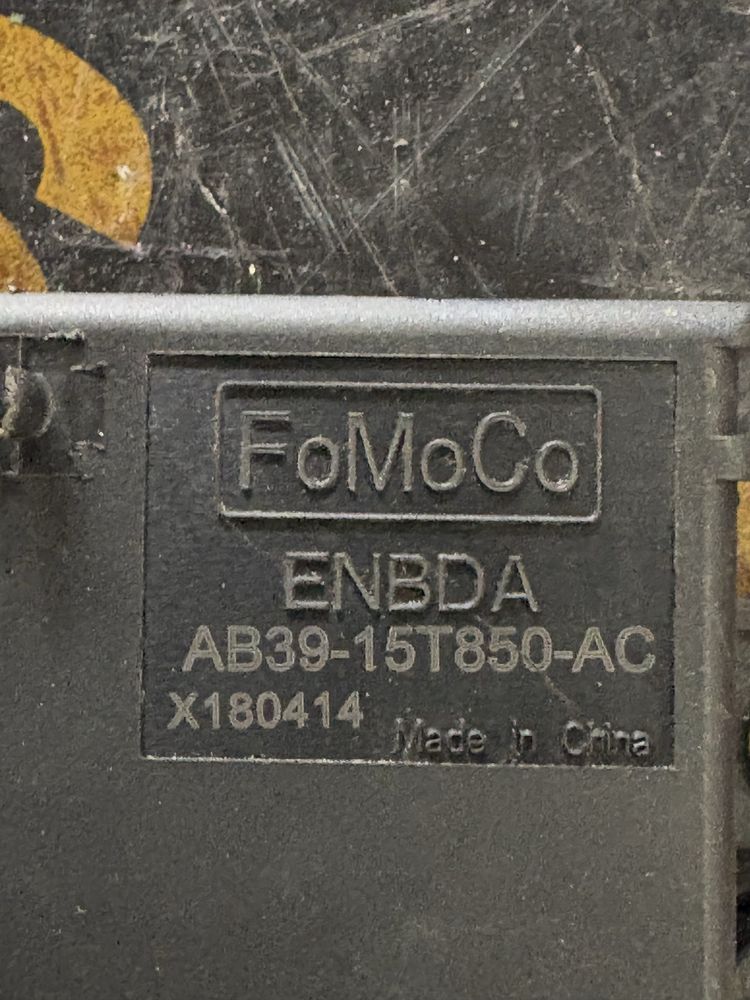 FoMoCo
ENBDA
AB39-15T850-AC
X180414
Made in China